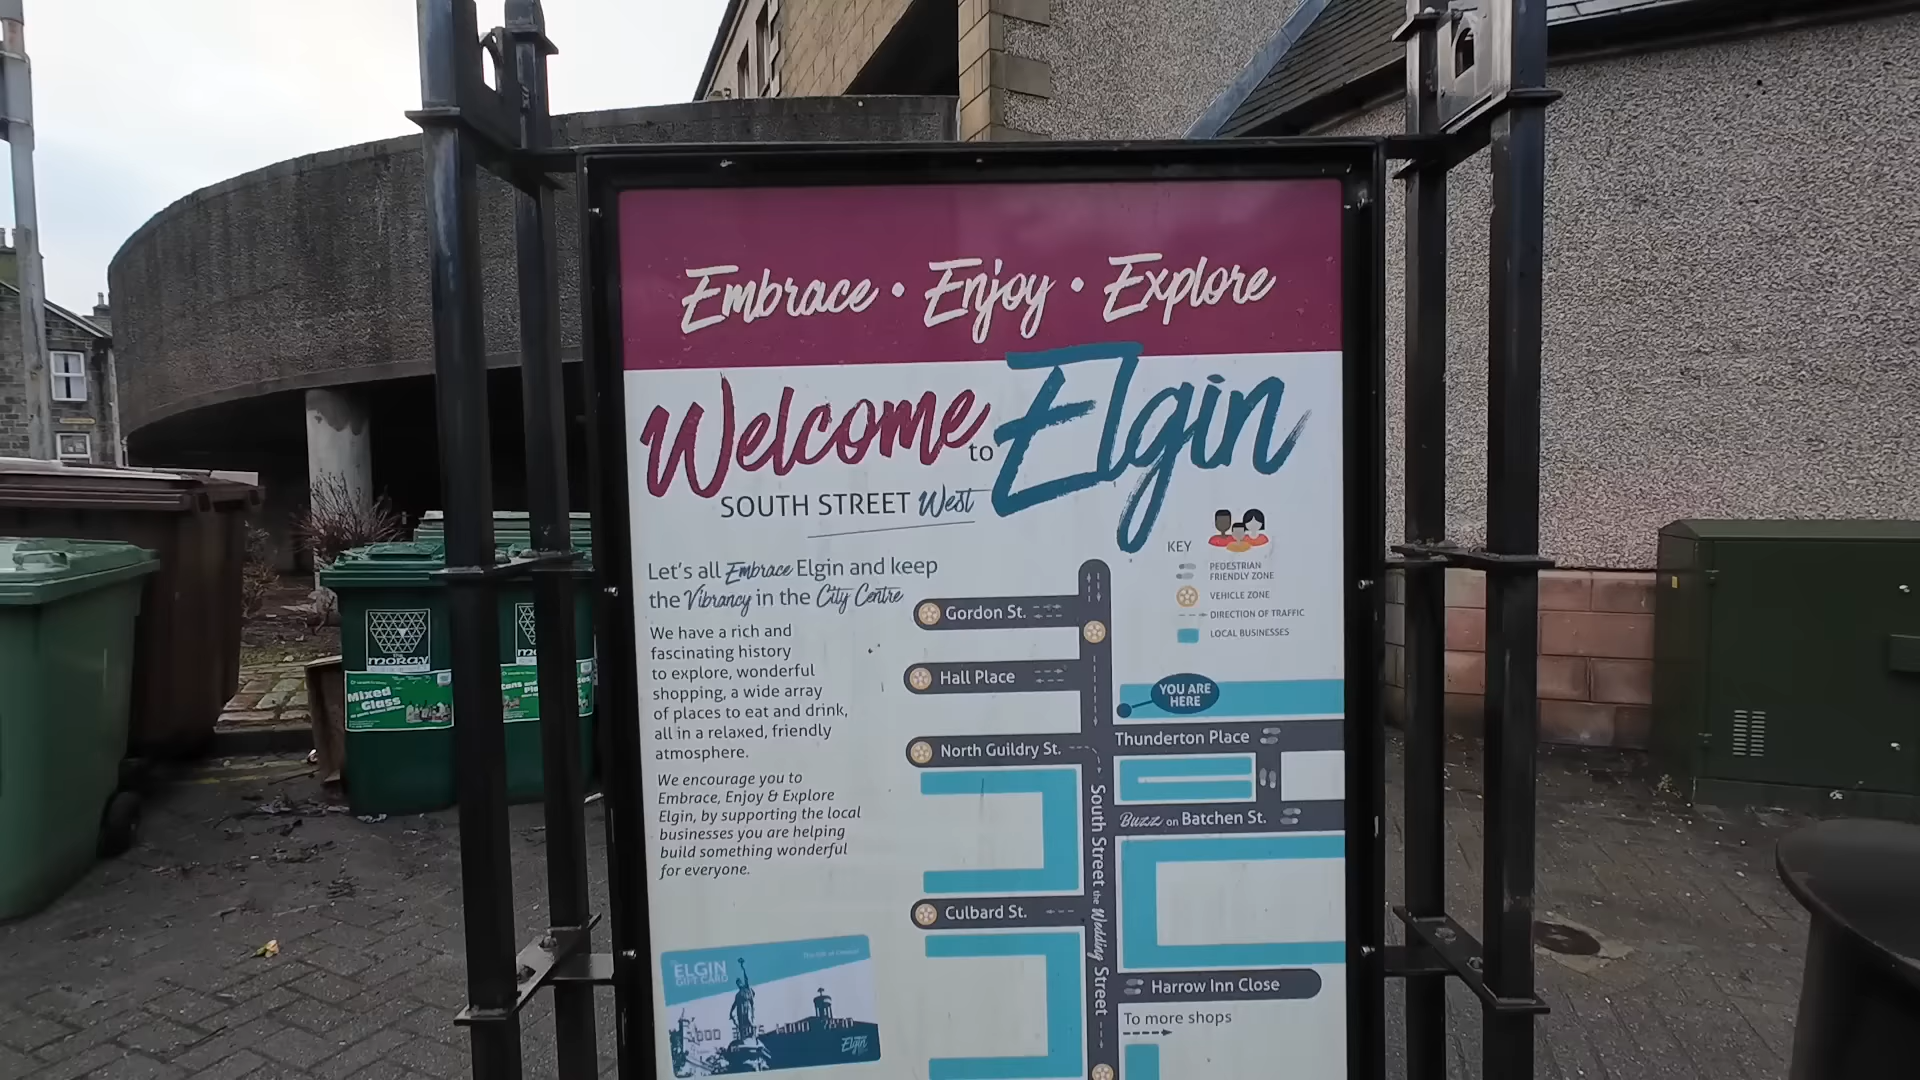 Embrace • Enjoy • Explore
Welcome to Elgin
SOUTH STREET West
Let's all Embrace Elgin and keep
the Vibrancy in the City Centre
We have a rich and
fascinating history
to explore, wonderful
shopping, a wide array
of places to eat and drink,
all in a relaxed, friendly
atmosphere.
We encourage you to
Embrace, Enjoy & Explore
Elgin, by supporting the local
businesses you are helping
build something wonderful
for everyone.
ELGIN
GIFT CARD
Elgin
KEY
PEDESTRIAN
FRIENDLY ZONE
VEHICLE ZONE
DIRECTION OF TRAFFIC
LOCAL BUSINESSES
Gordon St.
Hall Place
YOU ARE
HERE
North Guildry St.
Thunderton Place
Buzz on Batchen St.
South Street the Wedding Street
Culbard St.
Harrow Inn Close
To more shops
moray
Mixed
Glass